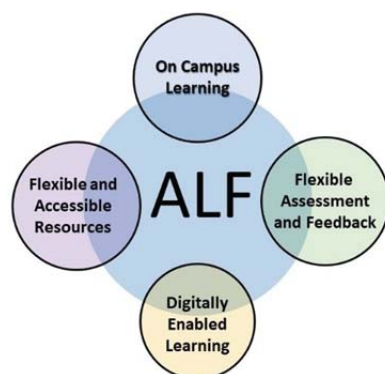 On Campus
Learning
Flexible and
Accessible
Resources
ALF
Flexible
Assessment
and Feedback
Digitally
Enabled
Learning